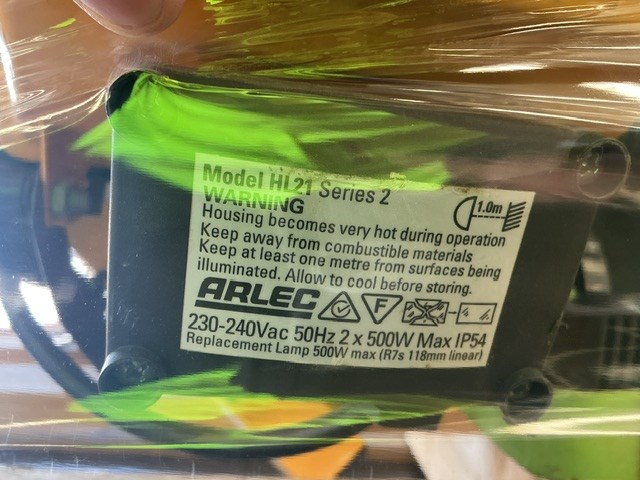 Model HL21 Series 2
WARNING
1.0m
Housing becomes very hot during operation
Keep away from combustible materials
Keep at least one metre from surfaces being
illuminated. Allow to cool before storing.
ARLEC F
230-240Vac 50Hz 2 x 500W Max IP54
Replacement Lamp 500W max (R7s 118mm linear)